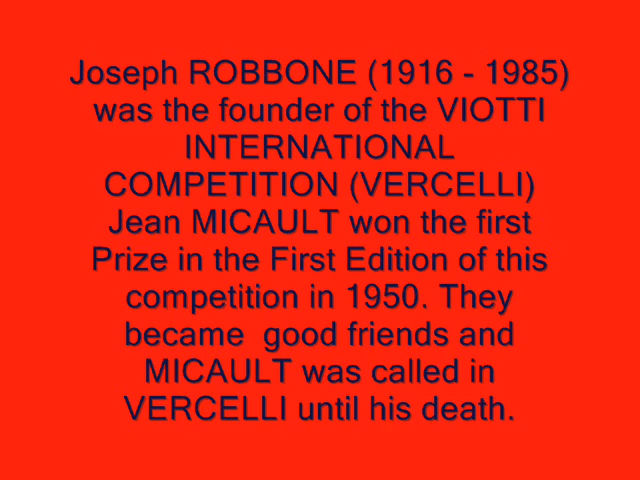 Joseph ROBBONE (1916 - 1985)
was the founder of the VIOTTI
INTERNATIONAL
COMPETITION (VERCELLI)
Jean MICAULT won the first
Prize in the First Edition of this
competition in 1950. They
became  good friends and
MICAULT was called in
VERCELLI until his death.